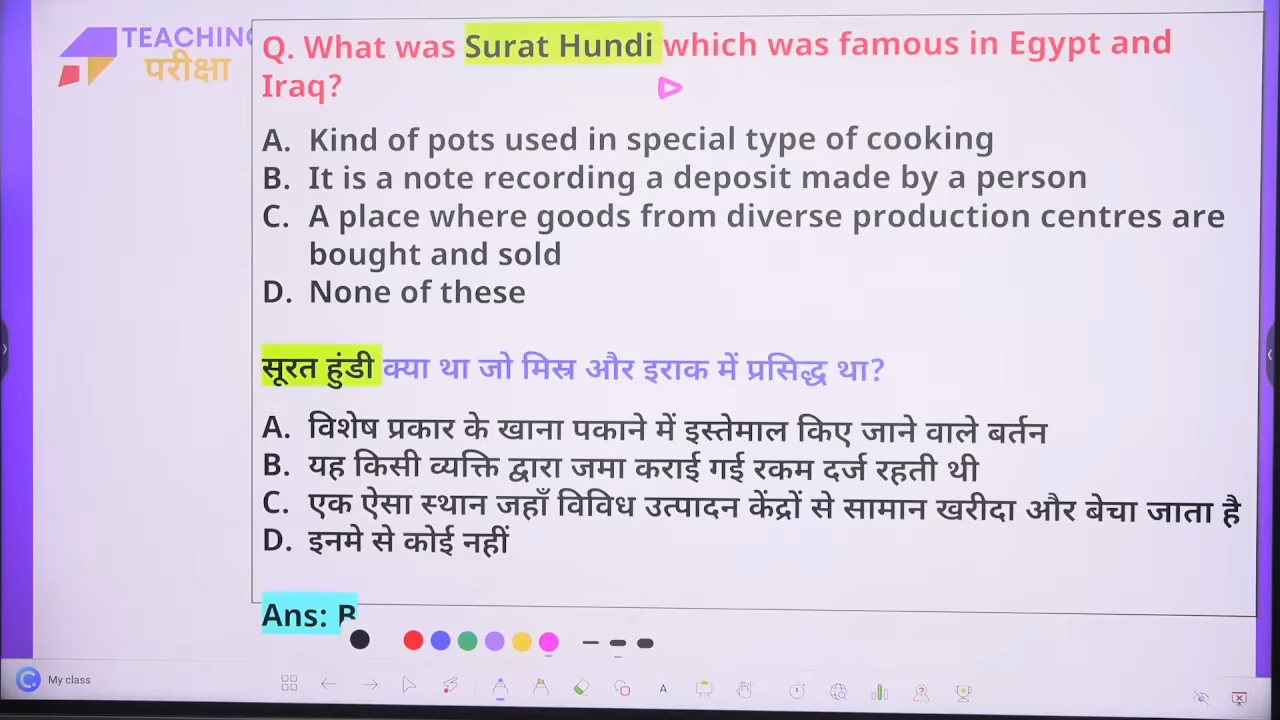 TEACHING
परीक्षा
Q. What was Surat Hundi which was famous in Egypt and
Iraq?
A. Kind of pots used in special type of cooking
B. It is a note recording a deposit made by a person
C. A place where goods from diverse production centres are
bought and sold
D. None of these
सूरत हुंडी क्या था जो मिस्र और इराक में प्रसिद्ध था?
A. विशेष प्रकार के खाना पकाने में इस्तेमाल किए जाने वाले बर्तन
B. यह किसी व्यक्ति द्वारा जमा कराई गई रकम दर्ज रहती थी
C. एक ऐसा स्थान जहाँ विविध उत्पादन केंद्रों से सामान खरीदा और बेचा जाता है
D. इनमे से कोई नहीं
Ans: B
My class